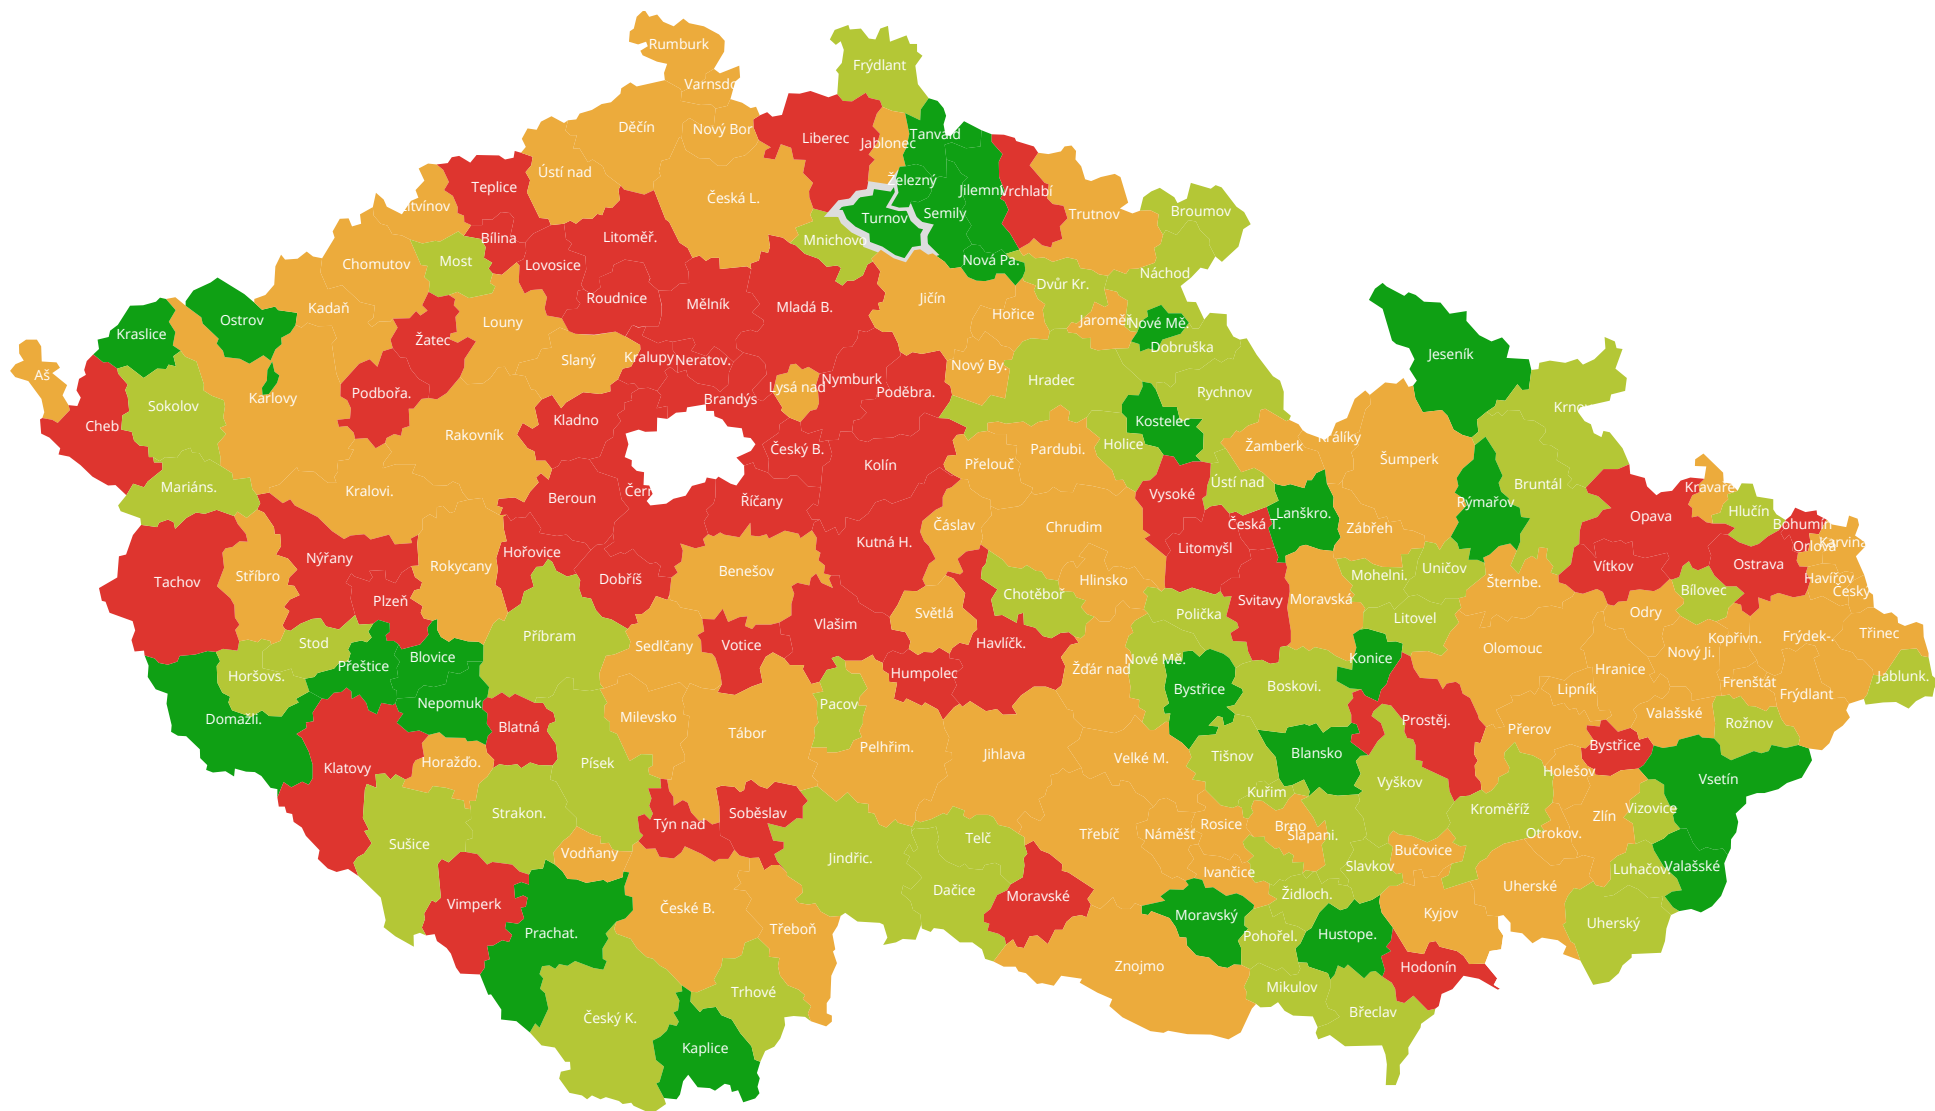 Rumburk
Frýdlant
Varnsdo
Děčín
Nový Bor
Liberec
Tanvald
Jablonec
Ústí nad
Teplice
Železný
Česká L.
Jilemni
Vrchlabí
tvínov
Turnov
Semily
Trutnov
Broumov
Bílina
Litoměř.
Mnichovo
Chomutov
Most
Lovosice
Nová Pa.
Náchod
Kadaň
Roudnice
Mělník
Mladá B.
Jičín
Dvůr Kr.
Ostrov
Kraslice
Louny
Hořice
Jaroměř
Nové Mě.
Žatec
Slaný
Kralupy
Neratov.
Dobruška
Jeseník
Aš
Karlovy
Podbořa.
Lysá nad
Nymburk
Poděbra.
Nový By.
Hradec
Rychnov
Sokolov
Brandýs
Krnov
Cheb
Rakovník
Kladno
Český B.
Kolín
Přelouč
Pardubi.
Holice
Kostelec
Žamberk
Králíky
Šumperk
Mariáns.
Kralovi.
Beroun
Čer
Říčany
Vysoké
Ústí nad
Rýmařov
Bruntál
Kravaře
Lanškro.
Opava
Hlučín
Čáslav
Chrudim
Česká T.
Zábřeh
Bohumín
Tachov
Stříbro
Nýřany
Rokycany
Hořovice
Dobříš
Benešov
Kutná H.
Litomyšl
Orlová
Karviná
Hlinsko
Mohelni.
Uničov
Šternbe.
Vítkov
Ostrava
Havířov
Český
Plzeň
Chotěboř
Svitavy
Moravská
Bílovec
Světlá
Polička
Litovel
Odry
Příbram
Vlašim
Stod
Sedlčany
Votice
Havlíčk.
Olomouc
Kopřivn.
Frýdek-.
Třinec
Přeštice
Blovice
Nové Mě.
Konice
Nový Ji.
Horšovs.
Humpolec
Žďár nad
Hranice
Jablunk.
Nepomuk
Pacov
Bystřice
Boskovi.
Lipník
Frenštát
Frýdlant
Domažli.
Blatná
Milevsko
Tábor
Prostěj.
Valašské
Rožnov
Klatovy
Horažďo.
Písek
Pelhřim.
Jihlava
Velké M.
Tišnov
Blansko
Přerov
Bystřice
Vyškov
Holešov
Vsetín
Kuřim
Strakon.
Týn nad
Soběslav
Kroměříž
Zlín
Vizovice
Sušice
Vodňany
Jindřic.
Telč
Třebíč
Náměšť
Rosice
Brno
Šlapani.
Otrokov.
Bučovice
Dačice
Ivančice
Slavkov
Luhačov.
Valašské
Vimperk
České B.
Moravské
Židloch.
Uherské
Prachat.
Třeboň
Moravský
Kyjov
Uherský
Pohořel.
Hustope.
Znojmo
Hodonín
Trhové
Mikulov
Český K.
Břeclav
Kaplice